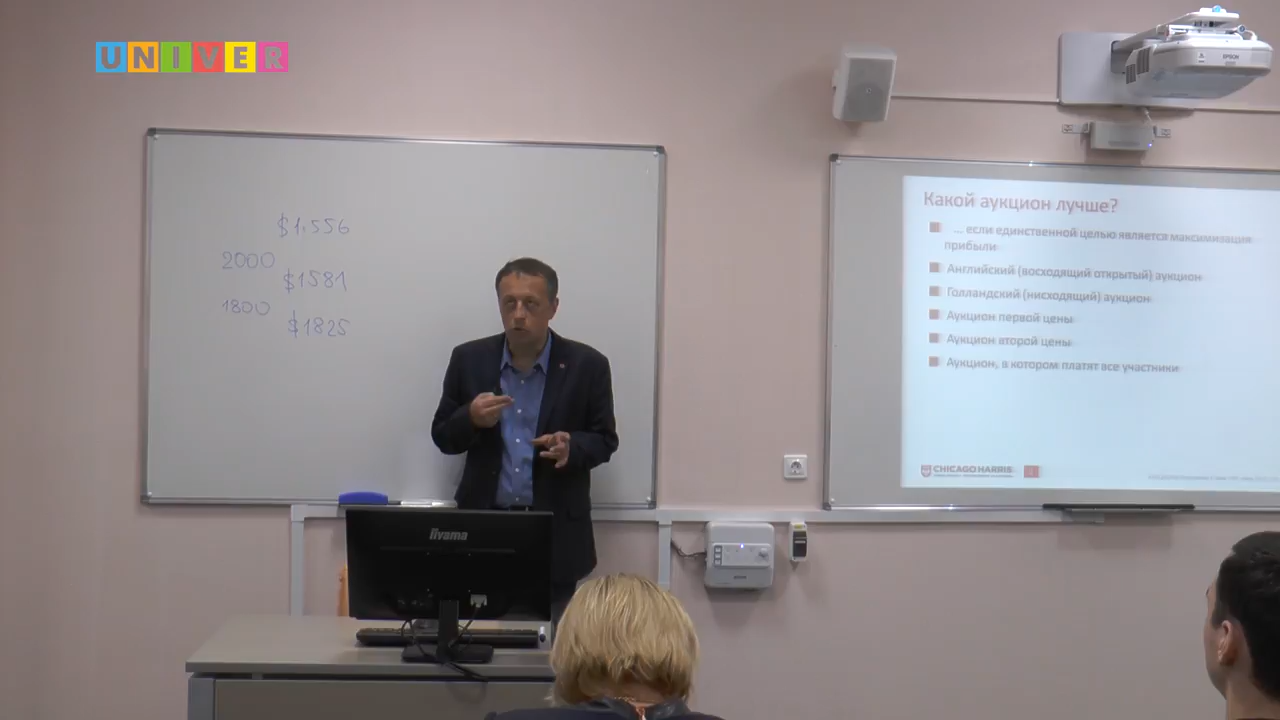 UNIVER
EPSON
$1.556
2000
$1581
1800
$1825
Какой аукцион лучше?
... если единственной целью является максимизация
прибыли
Английский (восходящий открытый) аукцион
Голландский (нисходящий) аукцион
Аукцион первой цены
Аукцион второй цены
Аукцион, в котором платят все участники
CHICAGO HARRIS
iiyama